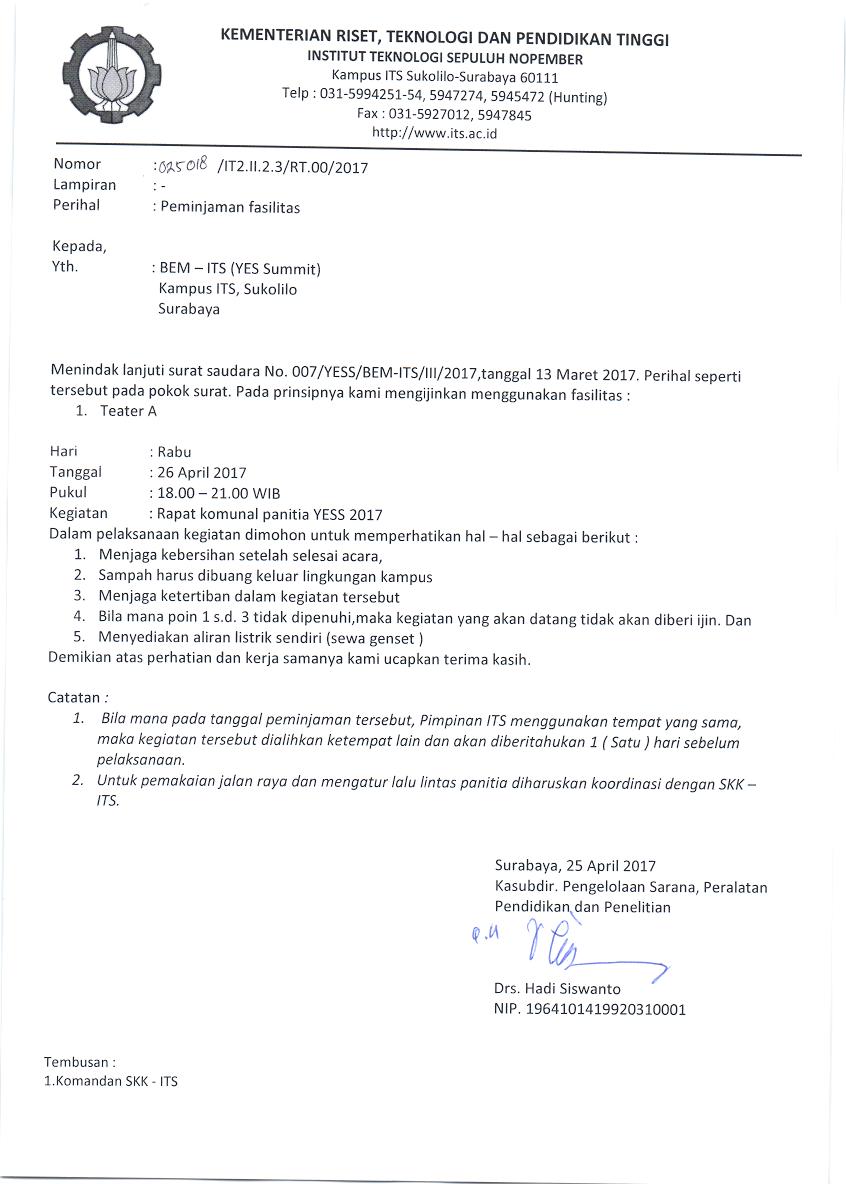 KEMENTERIAN RISET, TEKNOLOGI DAN PENDIDIKAN TINGGI
INSTITUT TEKNOLOGI SEPULUH NOPEMBER
Kampus ITS Sukolilo-Surabaya 60111
Telp : 031-5994251-54, 5947274, 5945472 (Hunting)
Fax : 031-5927012, 5947845
http://www.its.ac.id
Nomor :025018 /IT2.II.2.3/RT.00/2017
Lampiran : -
Perihal : Peminjaman fasilitas
Kepada,
Yth. : BEM – ITS (YES Summit)
Kampus ITS, Sukolilo
Surabaya
Menindak lanjuti surat saudara No. 007/YESS/BEM-ITS/III/2017,tanggal 13 Maret 2017. Perihal seperti
tersebut pada pokok surat. Pada prinsipnya kami mengijinkan menggunakan fasilitas :
1. Teater A
Hari : Rabu
Tanggal : 26 April 2017
Pukul : 18.00 – 21.00 WIB
Kegiatan : Rapat komunal panitia YESS 2017
Dalam pelaksanaan kegiatan dimohon untuk memperhatikan hal – hal sebagai berikut :
1. Menjaga kebersihan setelah selesai acara,
2. Sampah harus dibuang keluar lingkungan kampus
3. Menjaga ketertiban dalam kegiatan tersebut
4. Bila mana poin 1 s.d. 3 tidak dipenuhi,maka kegiatan yang akan datang tidak akan diberi ijin. Dan
5. Menyediakan aliran listrik sendiri (sewa genset )
Demikian atas perhatian dan kerja samanya kami ucapkan terima kasih.
Catatan :
1. Bila mana pada tanggal peminjaman tersebut, Pimpinan ITS menggunakan tempat yang sama,
maka kegiatan tersebut dialihkan ketempat lain dan akan diberitahukan 1 ( Satu ) hari sebelum
pelaksanaan.
2. Untuk pemakaian jalan raya dan mengatur lalu lintas panitia diharuskan koordinasi dengan SKK –
ITS.
Surabaya, 25 April 2017
Kasubdir. Pengelolaan Sarana, Peralatan
Pendidikan dan Penelitian
Drs. Hadi Siswanto
NIP. 1964101419920310001
Tembusan :
1.Komandan SKK - ITS